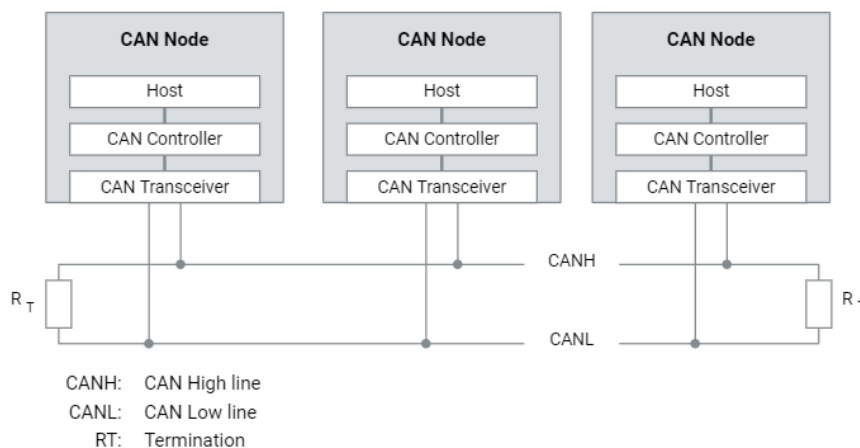 CAN Node CAN Node CAN Node
Host Host Host
CAN Controller CAN Controller CAN Controller
CAN Transceiver CAN Transceiver CAN Transceiver
CANH
R T R
CANL
CANH: CAN High line
CANL: CAN Low line
RT: Termination